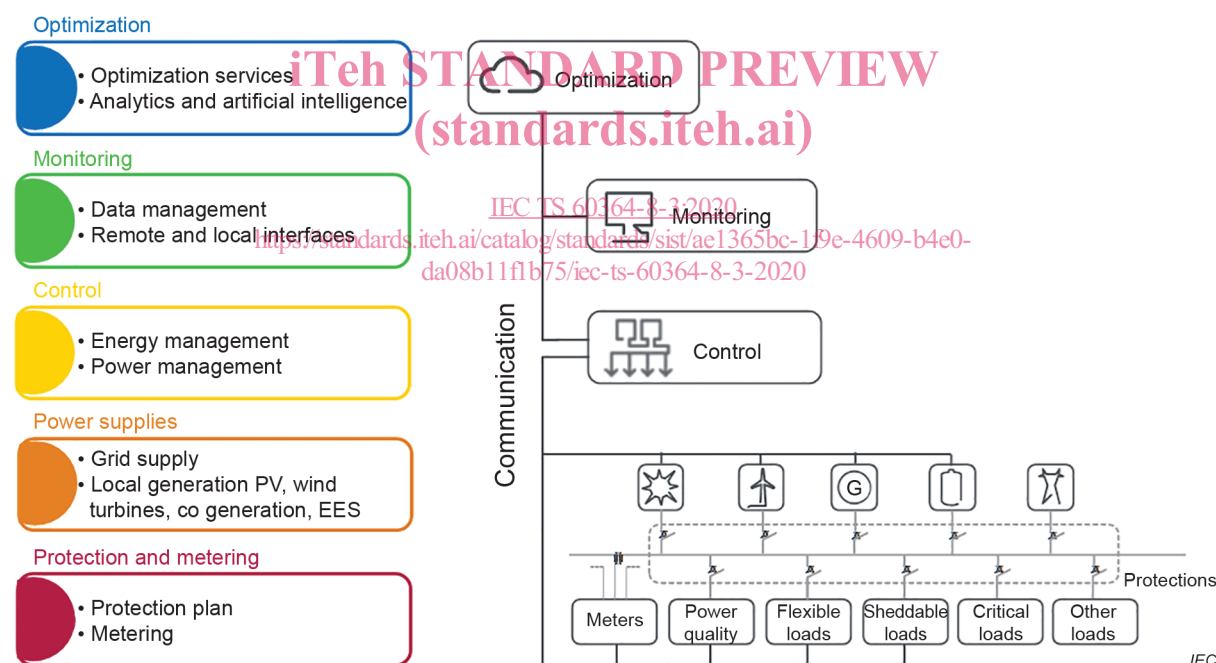 Optimization
• Optimization services
• Analytics and artificial intelligence
Monitoring
• Data management
• Remote and local interfaces
Control
• Energy management
• Power management
Power supplies
• Grid supply
• Local generation PV, wind
turbines, co generation, EES
Protection and metering
• Protection plan
• Metering
iTeh STANDARD PREVIEW
(standards.iteh.ai)
IEC TS 60364-8-3:2020
https://standards.iteh.ai/catalog/standards/sist/ae1365bc-1f9e-4609-b4e0-
da08b11f1b75/iec-ts-60364-8-3-2020
Optimization
Monitoring
Control
Communication
G
Protections
Meters
Power
quality
Flexible
loads
Sheddable
loads
Critical
loads
Other
loads
IEC